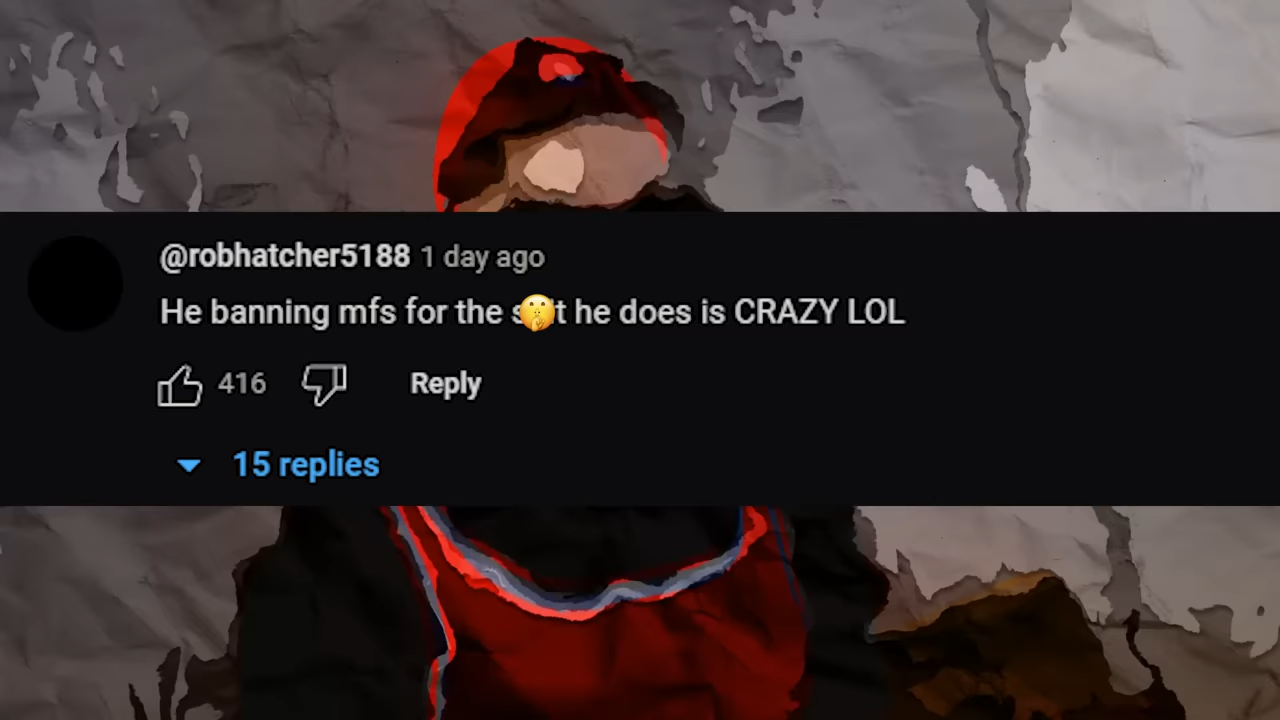 @robhatcher5188 1 day ago
He banning mfs for the s🤫t he does is CRAZY LOL
416 Reply
15 replies